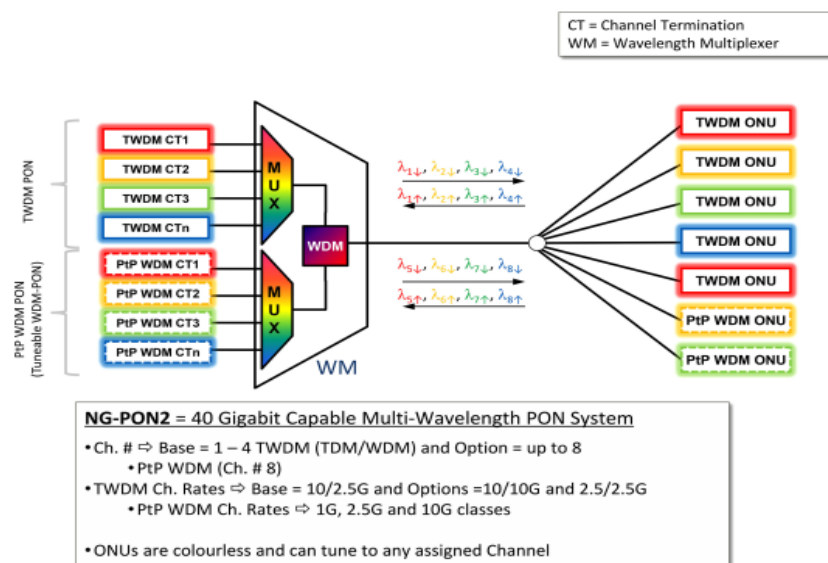 CT = Channel Termination
WM = Wavelength Multiplexer
TWDM PON
TWDM CT1
TWDM CT2
TWDM CT3
TWDM CTn
MUX
PtP WDM PON
(Tuneable WDM-PON)
PtP WDM CT1
PtP WDM CT2
PtP WDM CT3
PtP WDM CTn
MUX
WDM
WM
λ1↓, λ2↓, λ3↓, λ4↓
λ1↑, λ2↑, λ3↑, λ4↑
λ5↓, λ6↓, λ7↓, λ8↓
λ5↑, λ6↑, λ7↑, λ8↑
TWDM ONU
TWDM ONU
TWDM ONU
TWDM ONU
TWDM ONU
PtP WDM ONU
PtP WDM ONU
NG-PON2 = 40 Gigabit Capable Multi-Wavelength PON System
•Ch. # ⇨ Base = 1 – 4 TWDM (TDM/WDM) and Option = up to 8
•PtP WDM (Ch. # 8)
•TWDM Ch. Rates ⇨ Base = 10/2.5G and Options =10/10G and 2.5/2.5G
•PtP WDM Ch. Rates ⇨ 1G, 2.5G and 10G classes
•ONUs are colourless and can tune to any assigned Channel